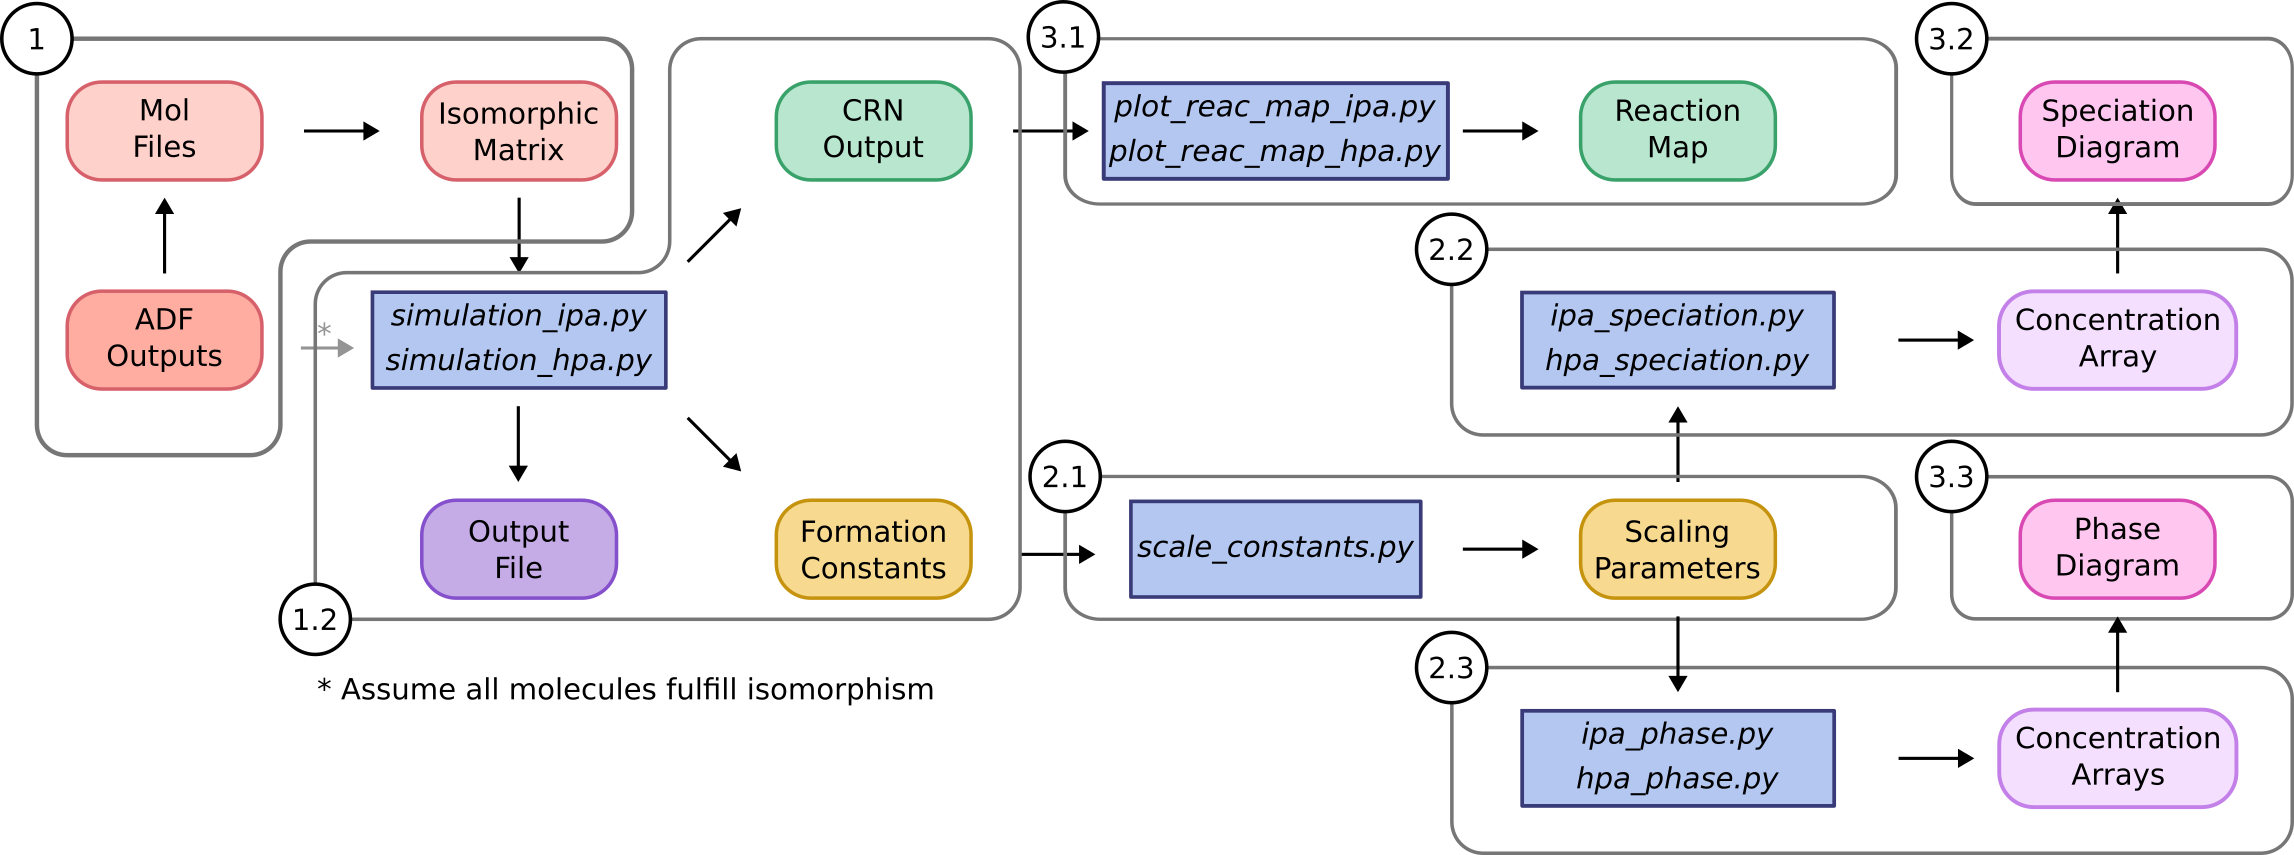 1
Mol
Files
Isomorphic
Matrix
ADF
Outputs
*
simulation_ipa.py
simulation_hpa.py
CRN
Output
Output
File
Formation
Constants
1.2
* Assume all molecules fulfill isomorphism
3.1
plot_reac_map_ipa.py
plot_reac_map_hpa.py
Reaction
Map
3.2
Speciation
Diagram
2.2
ipa_speciation.py
hpa_speciation.py
Concentration
Array
2.1
scale_constants.py
Scaling
Parameters
3.3
Phase
Diagram
2.3
ipa_phase.py
hpa_phase.py
Concentration
Arrays